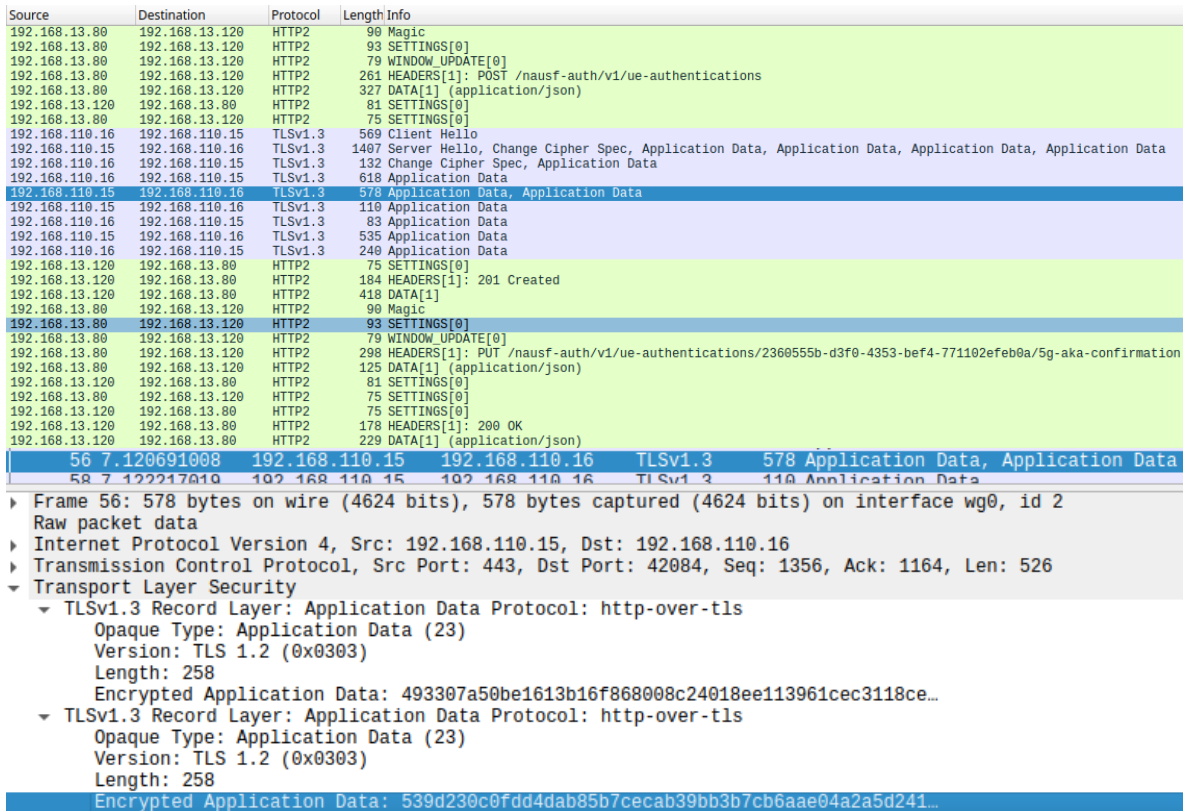 Source Destination Protocol Length Info
192.168.13.80 192.168.13.120 HTTP2 90 Magic
192.168.13.80 192.168.13.120 HTTP2 93 SETTINGS[0]
192.168.13.80 192.168.13.120 HTTP2 79 WINDOW_UPDATE[0]
192.168.13.80 192.168.13.120 HTTP2 261 HEADERS[1]: POST /nausf-auth/v1/ue-authentications
192.168.13.80 192.168.13.120 HTTP2 327 DATA[1] (application/json)
192.168.13.120 192.168.13.80 HTTP2 81 SETTINGS[0]
192.168.13.80 192.168.13.120 HTTP2 75 SETTINGS[0]
192.168.110.16 192.168.110.15 TLSv1.3 569 Client Hello
192.168.110.15 192.168.110.16 TLSv1.3 1407 Server Hello, Change Cipher Spec, Application Data, Application Data, Application Data, Application Data
192.168.110.16 192.168.110.15 TLSv1.3 132 Change Cipher Spec, Application Data
192.168.110.16 192.168.110.15 TLSv1.3 618 Application Data
192.168.110.15 192.168.110.16 TLSv1.3 578 Application Data, Application Data
192.168.110.15 192.168.110.16 TLSv1.3 110 Application Data
192.168.110.16 192.168.110.15 TLSv1.3 83 Application Data
192.168.110.15 192.168.110.16 TLSv1.3 535 Application Data
192.168.110.16 192.168.110.15 TLSv1.3 240 Application Data
192.168.13.120 192.168.13.80 HTTP2 75 SETTINGS[0]
192.168.13.120 192.168.13.80 HTTP2 184 HEADERS[1]: 201 Created
192.168.13.120 192.168.13.80 HTTP2 418 DATA[1]
192.168.13.80 192.168.13.120 HTTP2 90 Magic
192.168.13.80 192.168.13.120 HTTP2 93 SETTINGS[0]
192.168.13.80 192.168.13.120 HTTP2 79 WINDOW_UPDATE[0]
192.168.13.80 192.168.13.120 HTTP2 298 HEADERS[1]: PUT /nausf-auth/v1/ue-authentications/2360555b-d3f0-4353-bef4-771102efeb0a/5g-aka-confirmation
192.168.13.80 192.168.13.120 HTTP2 125 DATA[1] (application/json)
192.168.13.120 192.168.13.80 HTTP2 81 SETTINGS[0]
192.168.13.80 192.168.13.120 HTTP2 75 SETTINGS[0]
192.168.13.120 192.168.13.80 HTTP2 75 SETTINGS[0]
192.168.13.120 192.168.13.80 HTTP2 178 HEADERS[1]: 200 OK
192.168.13.120 192.168.13.80 HTTP2 229 DATA[1] (application/json)
56 7.120691008 192.168.110.15 192.168.110.16 TLSv1.3 578 Application Data, Application Data
58 7.122217019 192.168.110.15 192.168.110.16 TLSv1.3 110 Application Data
Frame 56: 578 bytes on wire (4624 bits), 578 bytes captured (4624 bits) on interface wg0, id 2
Raw packet data
Internet Protocol Version 4, Src: 192.168.110.15, Dst: 192.168.110.16
Transmission Control Protocol, Src Port: 443, Dst Port: 42084, Seq: 1356, Ack: 1164, Len: 526
Transport Layer Security
TLSv1.3 Record Layer: Application Data Protocol: http-over-tls
Opaque Type: Application Data (23)
Version: TLS 1.2 (0x0303)
Length: 258
Encrypted Application Data: 493307a50be1613b16f868008c24018ee113961cec3118ce…
TLSv1.3 Record Layer: Application Data Protocol: http-over-tls
Opaque Type: Application Data (23)
Version: TLS 1.2 (0x0303)
Length: 258
Encrypted Application Data: 539d230c0fdd4dab85b7cecab39bb3b7cb6aae04a2a5d241…